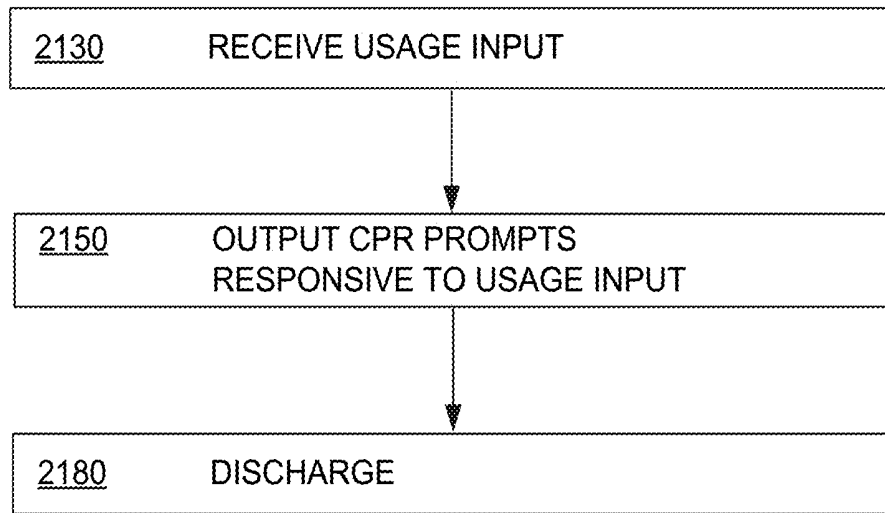 2130 RECEIVE USAGE INPUT
2150 OUTPUT CPR PROMPTS
RESPONSIVE TO USAGE INPUT
2180 DISCHARGE